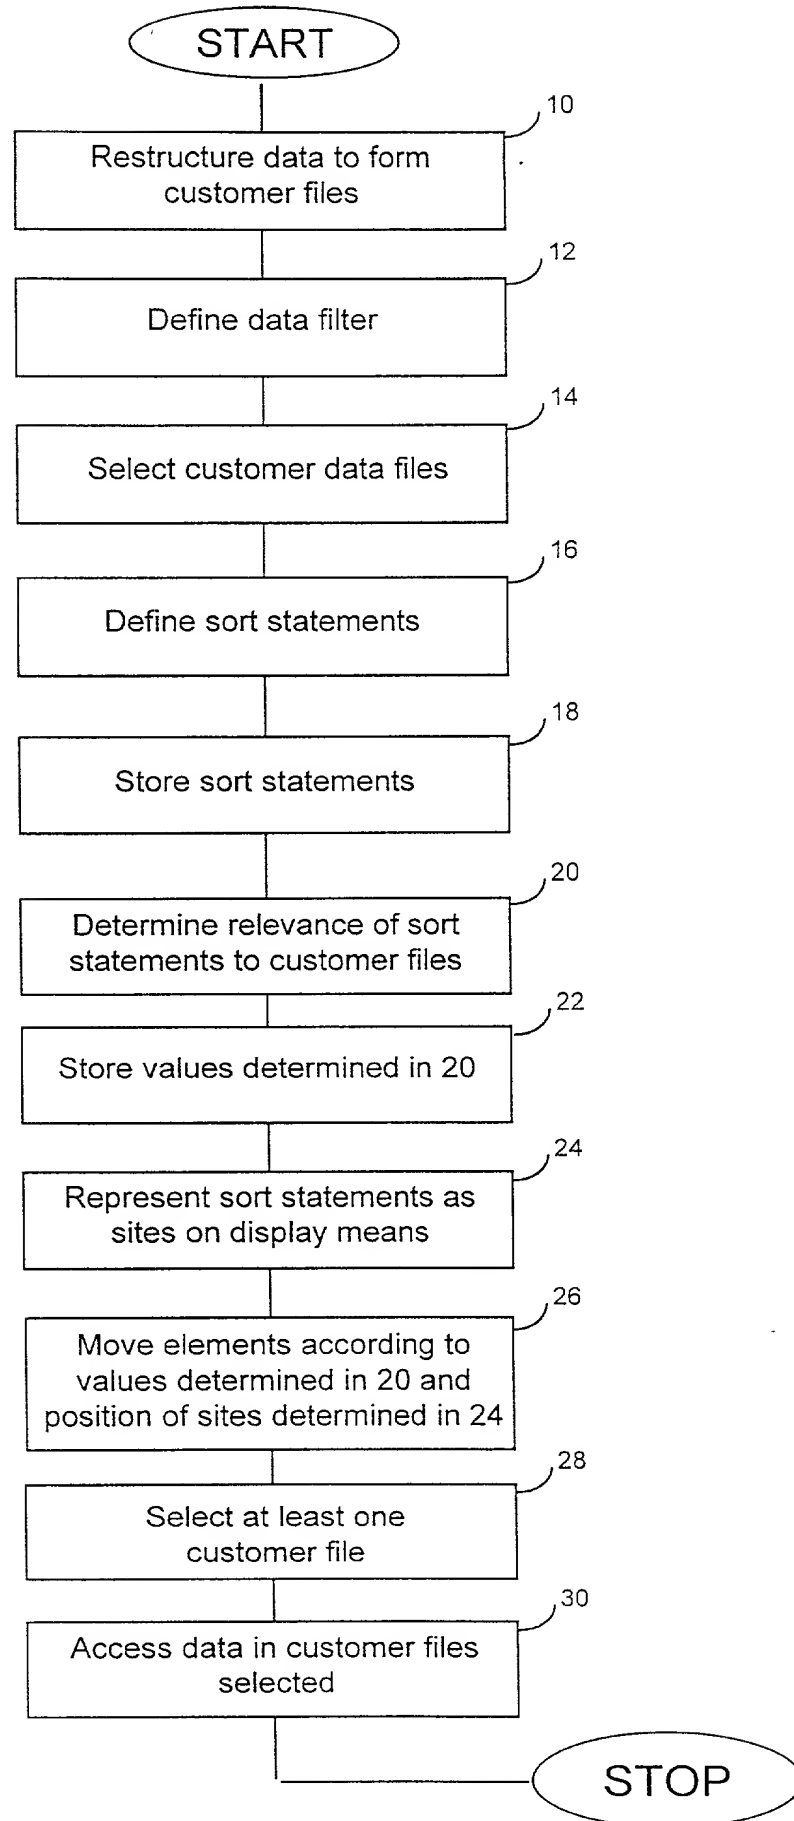 START
10
Restructure data to form
customer files
12
Define data filter
14
Select customer data files
16
Define sort statements
18
Store sort statements
20
Determine relevance of sort
statements to customer files
22
Store values determined in 20
24
Represent sort statements as
sites on display means
26
Move elements according to
values determined in 20 and
position of sites determined in 24
28
Select at least one
customer file
30
Access data in customer files
selected
STOP